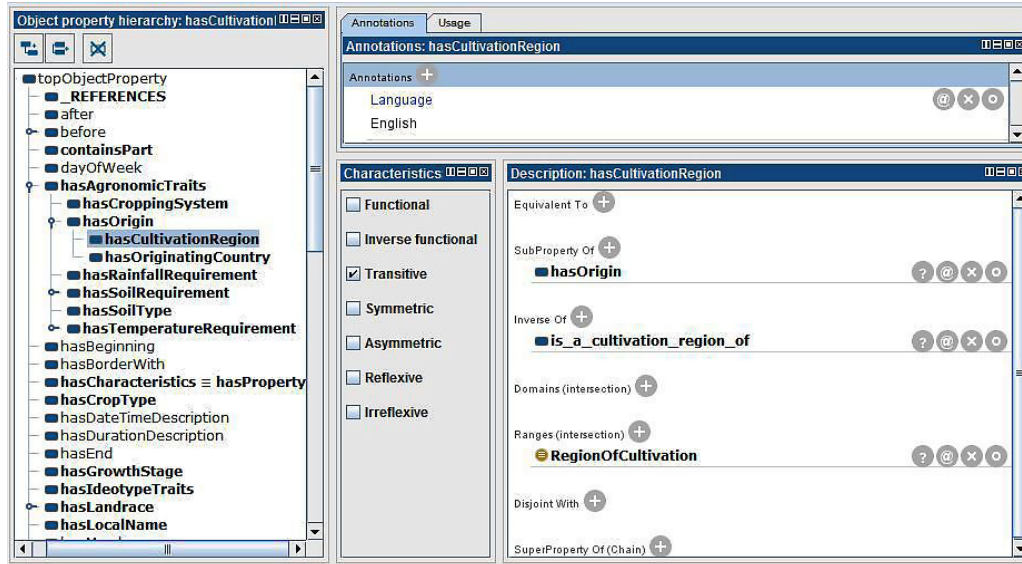 Object property hierarchy: hasCultivationl
topObjectProperty
_REFERENCES
after
before
containsPart
dayOfWeek
hasAgronomicTraits
hasCroppingSystem
hasOrigin
hasCultivationRegion
hasOriginatingCountry
hasRainfallRequirement
hasSoilRequirement
hasSoilType
hasTemperatureRequirement
hasBeginning
hasBorderWith
hasCharacteristics ≡ hasProperty
hasCropType
hasDateTimeDescription
hasDurationDescription
hasEnd
hasGrowthStage
hasIdeotypeTraits
hasLandrace
hasLocalName
Annotations Usage
Annotations: hasCultivationRegion
Annotations
Language
English
Characteristics
Functional
Inverse functional
Transitive
Symmetric
Asymmetric
Reflexive
Irreflexive
Description: hasCultivationRegion
Equivalent To
SubProperty Of
hasOrigin
Inverse Of
is_a_cultivation_region_of
Domains (intersection)
Ranges (intersection)
RegionOfCultivation
Disjoint With
SuperProperty Of (Chain)